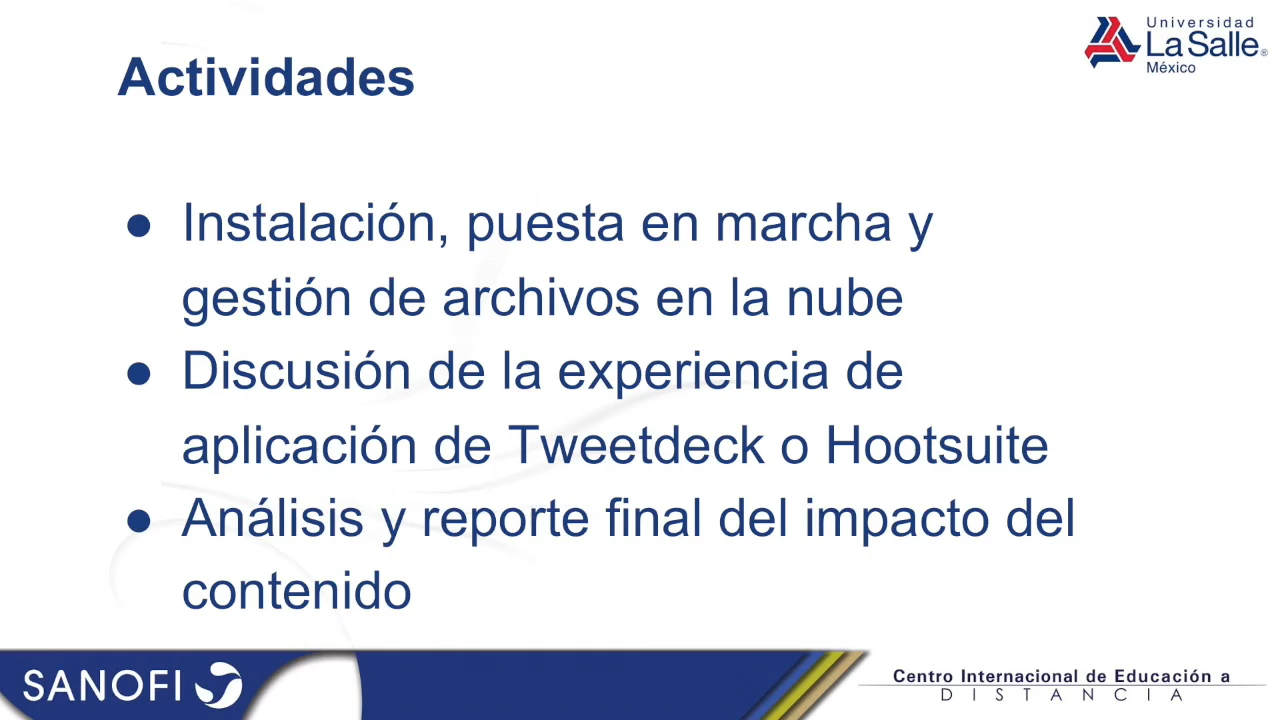 Universidad
La Salle®
México
Actividades
● Instalación, puesta en marcha y
gestión de archivos en la nube
● Discusión de la experiencia de
aplicación de Tweetdeck o Hootsuite
● Análisis y reporte final del impacto del
contenido
SANOFI
Centro Internacional de Educación a
DISTANCIA